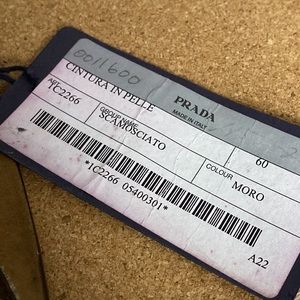 0011600
CINTURA IN PELLE
PRADA
MADE IN ITALY
ART.
1C2266
GROUP NAME
SCAMOSCIATO
60
COLOUR
MORO
*1C2266 05400301*
A22